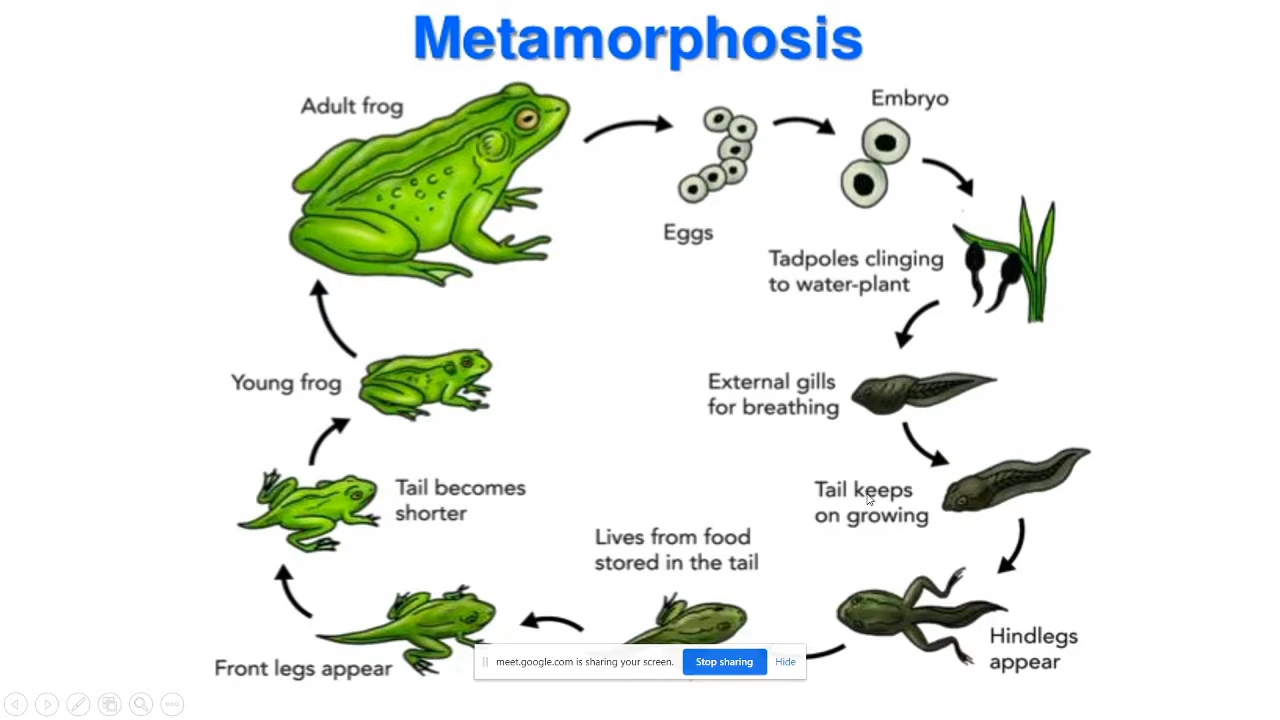 Metamorphosis
Adult frog
Eggs
Embryo
Tadpoles clinging
to water-plant
External gills
for breathing
Tail keeps
on growing
Hindlegs
appear
Lives from food
stored in the tail
Front legs appear
Tail becomes
shorter
Young frog
meet.google.com is sharing your screen.
Stop sharing
Hide